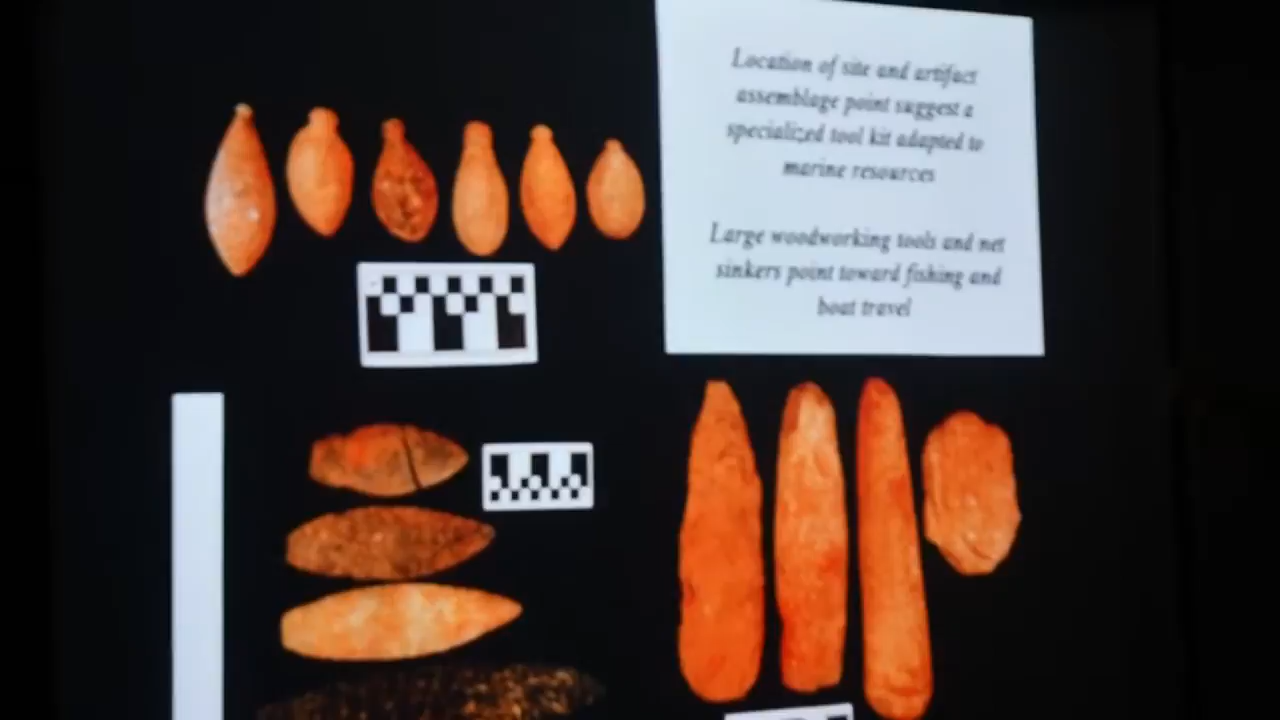 Location of site and artifact
assemblage point suggest a
specialized tool kit adapted to
marine resources
Large woodworking tools and net
sinkers point toward fishing and
boat travel